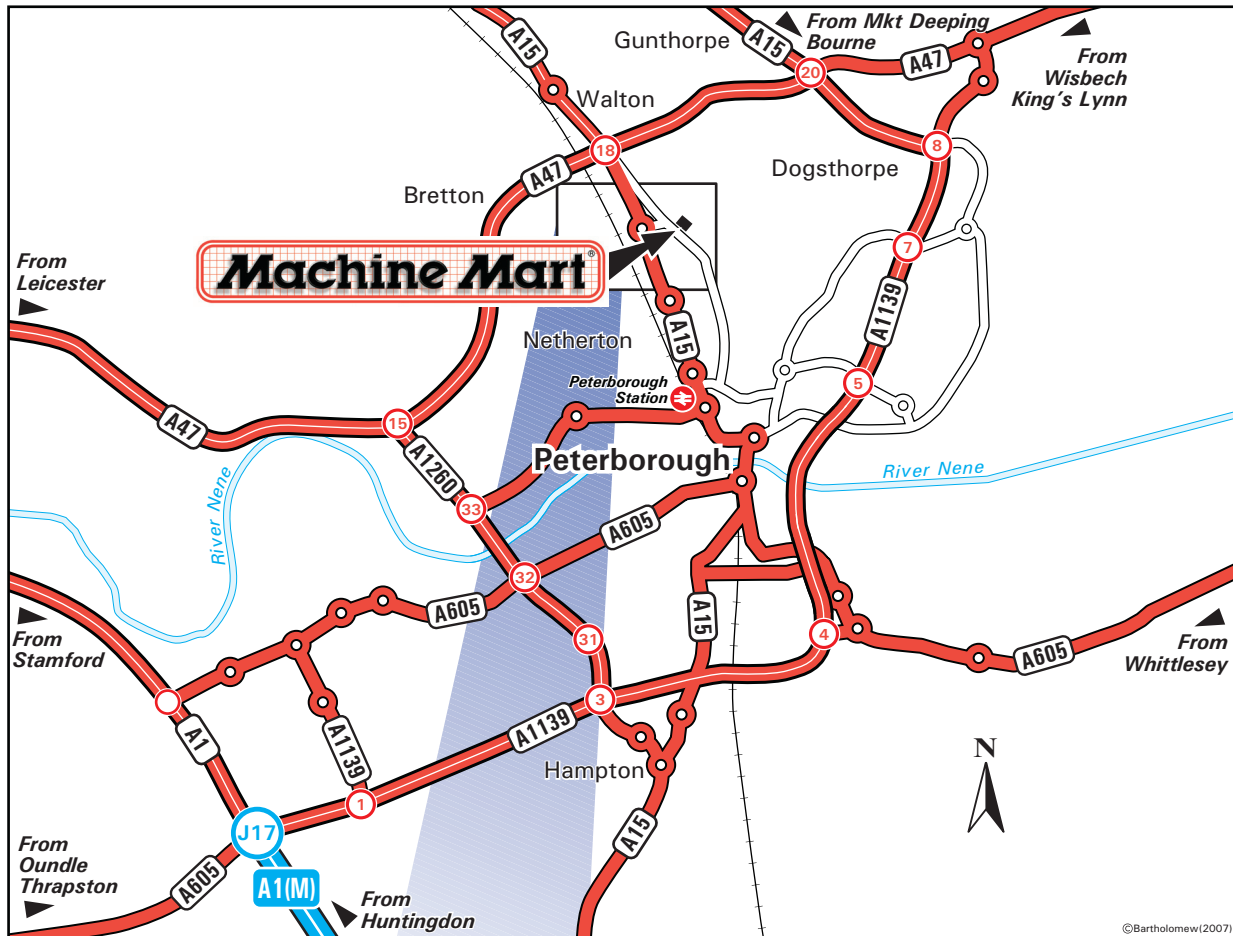 A15
Gunthorpe
A15
From Mkt Deeping
Bourne
A47
From
Wisbech
King's Lynn
20
Walton
18
8
Dogsthorpe
A47
Bretton
7
Machine Mart®
From
Leicester
A1139
Netherton
A15
Peterborough
Station
5
15
A47
A1260
Peterborough
River Nene
River Nene
33
A605
32
A605
A15
31
4
From
Stamford
From
Whittlesey
A605
3
A1
A1139
A1139
Hampton
N
1
J17
A15
From
Oundle
Thrapston
A605
A1(M)
From
Huntingdon
©Bartholomew(2007)